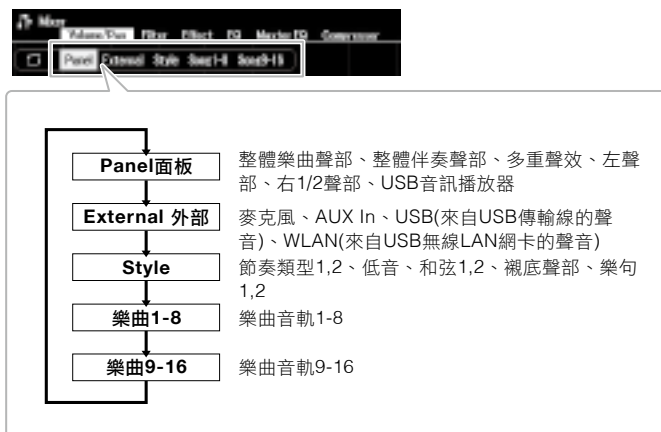 Mixer
Volume/Pan Filter Effect EQ Master EQ Compressor
Panel External Style Song1-8 Song9-16
Panel面板
整體樂曲聲部、整體伴奏聲部、多重聲效、左聲
部、右1/2聲部、USB音訊播放器
External 外部
麥克風、AUX In、USB(來自USB傳輸線的聲
音)、WLAN(來自USB無線LAN網卡的聲音)
Style
節奏類型1,2、低音、和弦1,2、襯底聲部、樂句
1,2
樂曲1-8
樂曲音軌1-8
樂曲9-16
樂曲音軌9-16